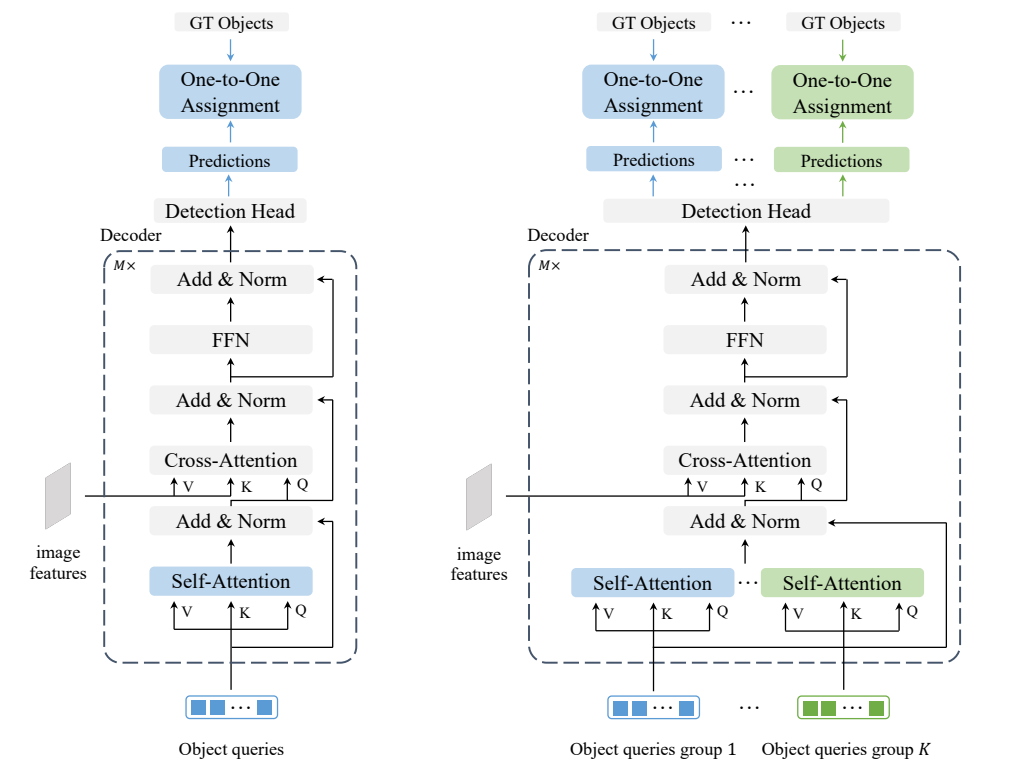 GT Objects
One-to-One
Assignment
Predictions
Detection Head
Decoder
M×
Add & Norm
FFN
Add & Norm
Cross-Attention
V K Q
Add & Norm
image
features
Self-Attention
V K Q
...
Object queries
GT Objects ... GT Objects
One-to-One
Assignment
...
One-to-One
Assignment
Predictions ... Predictions
...
Detection Head
Decoder
M×
Add & Norm
FFN
Add & Norm
Cross-Attention
V K Q
Add & Norm
image
features
Self-Attention ... Self-Attention
V K Q V K Q
... ... ...
Object queries group 1 Object queries group K